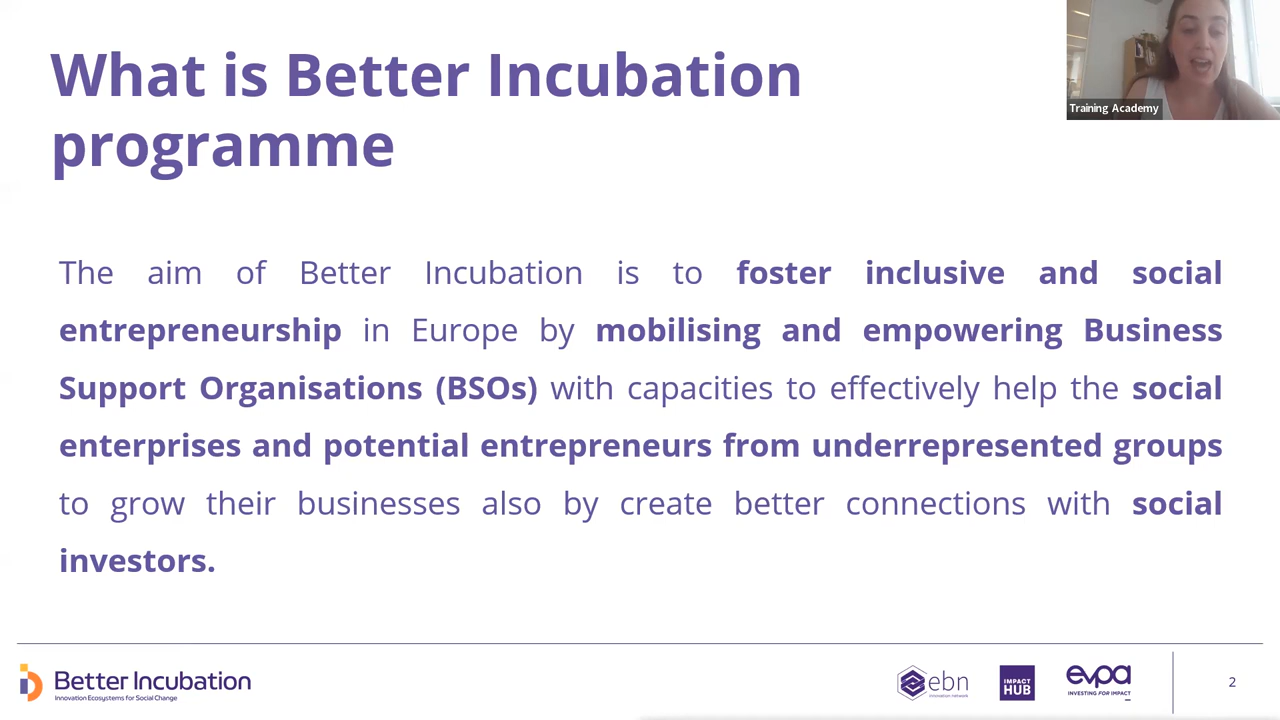 What is Better Incubation
programme
Training Academy
The aim of Better Incubation is to foster inclusive and social
entrepreneurship in Europe by mobilising and empowering Business
Support Organisations (BSOs) with capacities to effectively help the social
enterprises and potential entrepreneurs from underrepresented groups
to grow their businesses also by create better connections with social
investors.
Better Incubation
Innovation Ecosystems for Social Change
ebn
innovation network
IMPACT
HUB
evpa
INVESTING FOR IMPACT
2